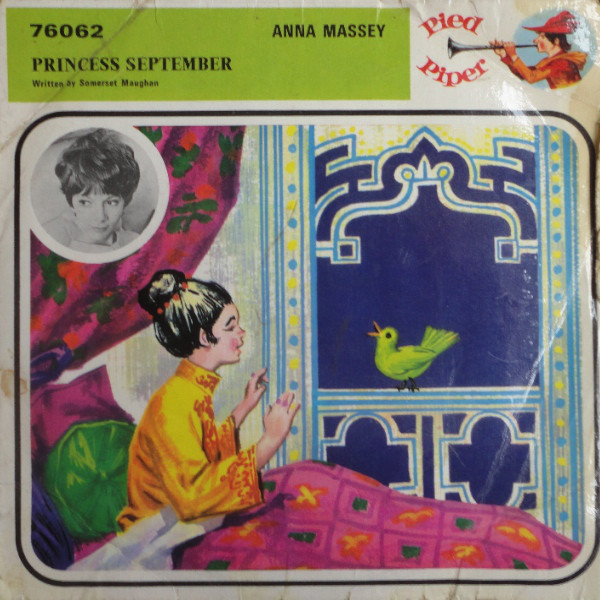 76062
ANNA MASSEY
PRINCESS SEPTEMBER
Written by Somerset Maughan
Pied
Piper